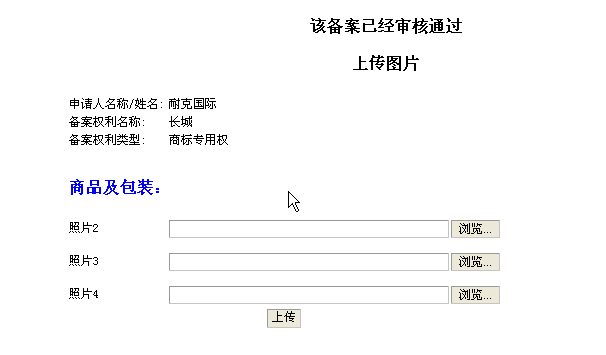 该备案已经审核通过
上传图片
申请人名称/姓名: 耐克国际
备案权利名称: 长城
备案权利类型: 商标专用权
商品及包装:
照片2 浏览...
照片3 浏览...
照片4 浏览...
上传